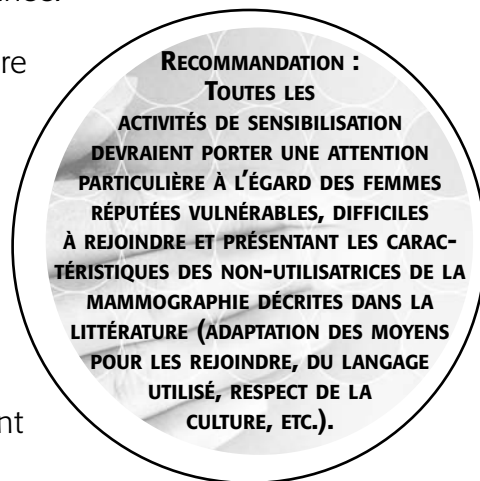 re
RECOMMANDATION :
TOUTES LES
ACTIVITÉS DE SENSIBILISATION
DEVRAIENT PORTER UNE ATTENTION
PARTICULIÈRE À L'ÉGARD DES FEMMES
RÉPUTÉES VULNÉRABLES, DIFFICILES
À REJOINDRE ET PRÉSENTANT LES CARAC-
TÉRISTIQUES DES NON-UTILISATRICES DE LA
MAMMOGRAPHIE DÉCRITES DANS LA
LITTÉRATURE (ADAPTATION DES MOYENS
POUR LES REJOINDRE, DU LANGAGE
UTILISÉ, RESPECT DE LA
CULTURE, ETC.).
nt